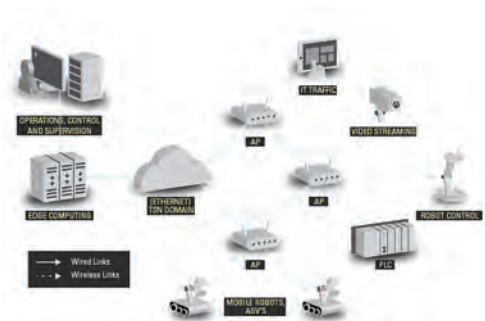 IT TRAFFIC
OPERATIONS, CONTROL
AND SUPERVISION
AP
VIDEO STREAMING
EDGE COMPUTING
(ETHERNET)
TSN DOMAIN
AP
ROBOT CONTROL
AP
PLC
Wired Links
Wireless Links
MOBILE ROBOTS,
AGV'S